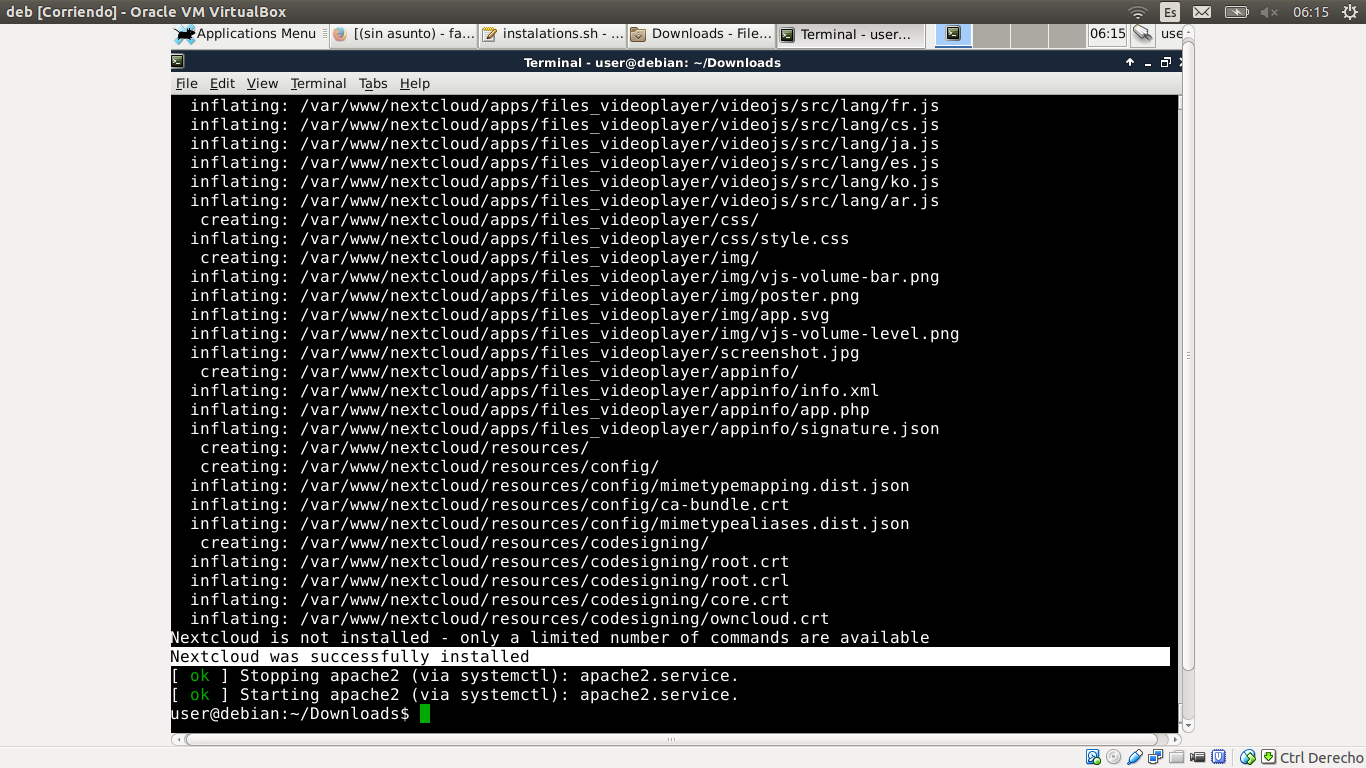 deb [Corriendo] - Oracle VM VirtualBox
Es
06:15
Applications Menu
[(sin asunto) - fa...
instalations.sh - ...
Downloads - File...
Terminal - user...
06:15
use
Terminal - user@debian: ~/Downloads
File Edit View Terminal Tabs Help
inflating: /var/www/nextcloud/apps/files_videoplayer/videojs/src/lang/fr.js
inflating: /var/www/nextcloud/apps/files_videoplayer/videojs/src/lang/cs.js
inflating: /var/www/nextcloud/apps/files_videoplayer/videojs/src/lang/ja.js
inflating: /var/www/nextcloud/apps/files_videoplayer/videojs/src/lang/es.js
inflating: /var/www/nextcloud/apps/files_videoplayer/videojs/src/lang/ko.js
inflating: /var/www/nextcloud/apps/files_videoplayer/videojs/src/lang/ar.js
creating: /var/www/nextcloud/apps/files_videoplayer/css/
inflating: /var/www/nextcloud/apps/files_videoplayer/css/style.css
creating: /var/www/nextcloud/apps/files_videoplayer/img/
inflating: /var/www/nextcloud/apps/files_videoplayer/img/vjs-volume-bar.png
inflating: /var/www/nextcloud/apps/files_videoplayer/img/poster.png
inflating: /var/www/nextcloud/apps/files_videoplayer/img/app.svg
inflating: /var/www/nextcloud/apps/files_videoplayer/img/vjs-volume-level.png
inflating: /var/www/nextcloud/apps/files_videoplayer/screenshot.jpg
creating: /var/www/nextcloud/apps/files_videoplayer/appinfo/
inflating: /var/www/nextcloud/apps/files_videoplayer/appinfo/info.xml
inflating: /var/www/nextcloud/apps/files_videoplayer/appinfo/app.php
inflating: /var/www/nextcloud/apps/files_videoplayer/appinfo/signature.json
creating: /var/www/nextcloud/resources/
creating: /var/www/nextcloud/resources/config/
inflating: /var/www/nextcloud/resources/config/mimetypemapping.dist.json
inflating: /var/www/nextcloud/resources/config/ca-bundle.crt
inflating: /var/www/nextcloud/resources/config/mimetypealiases.dist.json
creating: /var/www/nextcloud/resources/codesigning/
inflating: /var/www/nextcloud/resources/codesigning/root.crt
inflating: /var/www/nextcloud/resources/codesigning/root.crl
inflating: /var/www/nextcloud/resources/codesigning/core.crt
inflating: /var/www/nextcloud/resources/codesigning/owncloud.crt
Nextcloud is not installed - only a limited number of commands are available
Nextcloud was successfully installed
[ ok ] Stopping apache2 (via systemctl): apache2.service.
[ ok ] Starting apache2 (via systemctl): apache2.service.
user@debian:~/Downloads$
Ctrl Derecho